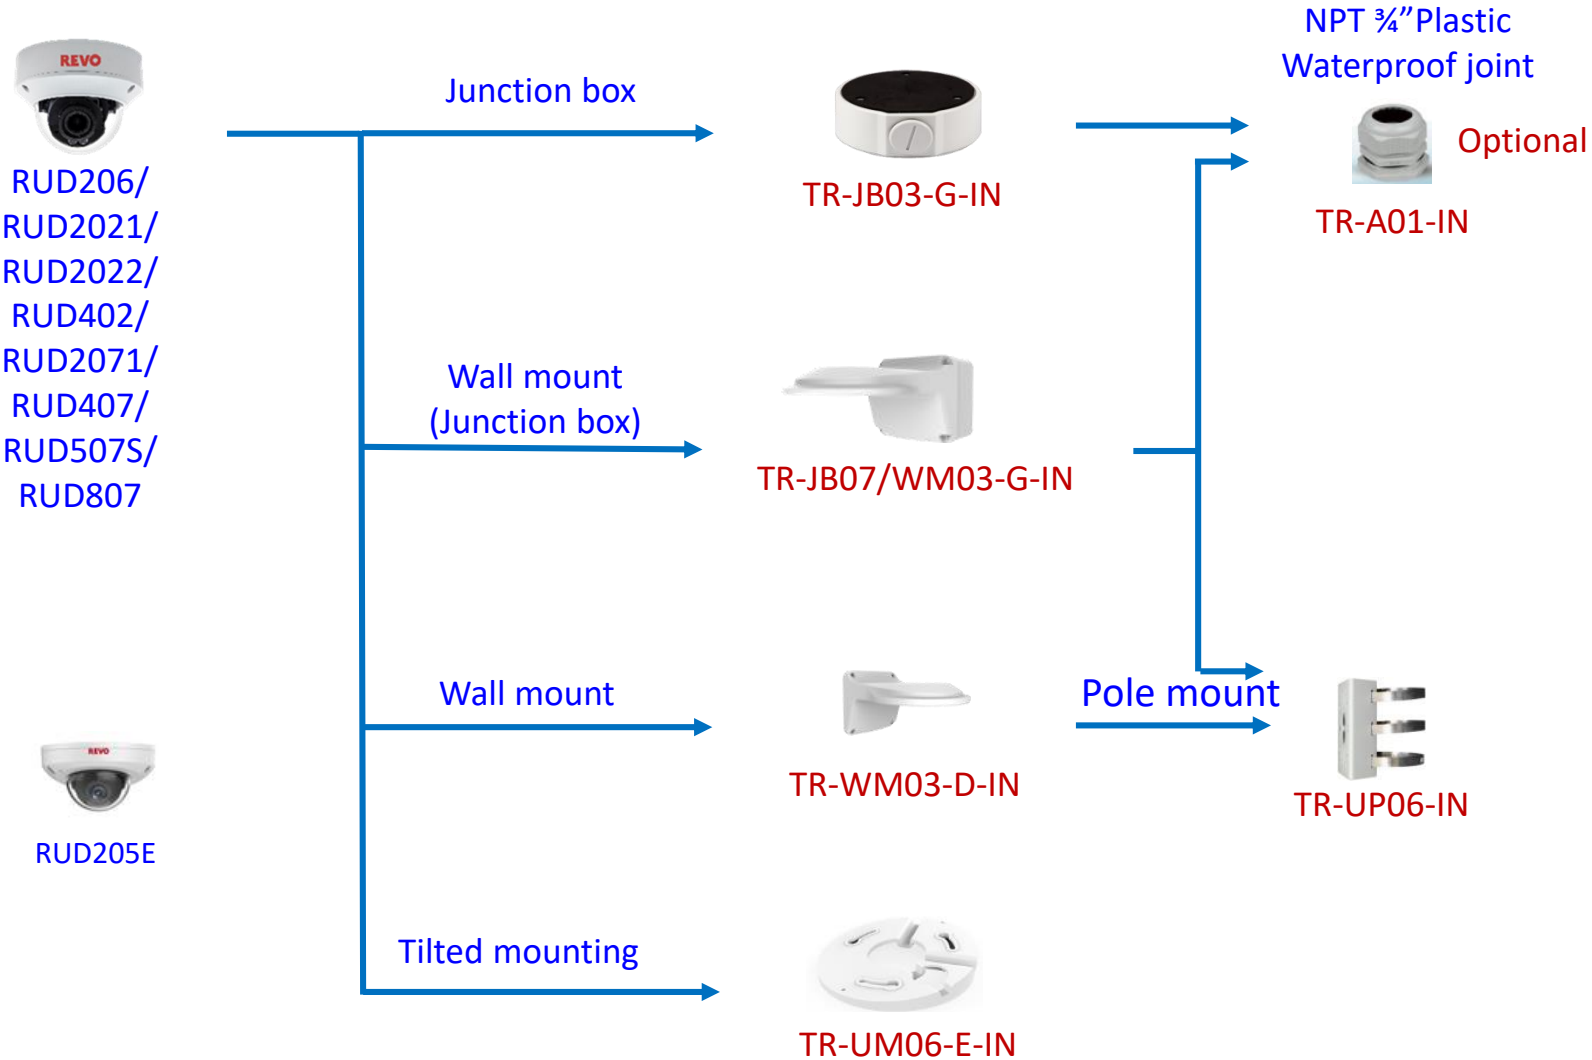 REVO
RUD206/
RUD2021/
RUD2022/
RUD402/
RUD2071/
RUD407/
RUD507S/
RUD807
REVO
RUD205E
Junction box
TR-JB03-G-IN
NPT ¾”Plastic
Waterproof joint
Optional
TR-A01-IN
Wall mount
(Junction box)
TR-JB07/WM03-G-IN
Wall mount
TR-WM03-D-IN
Pole mount
TR-UP06-IN
Tilted mounting
TR-UM06-E-IN